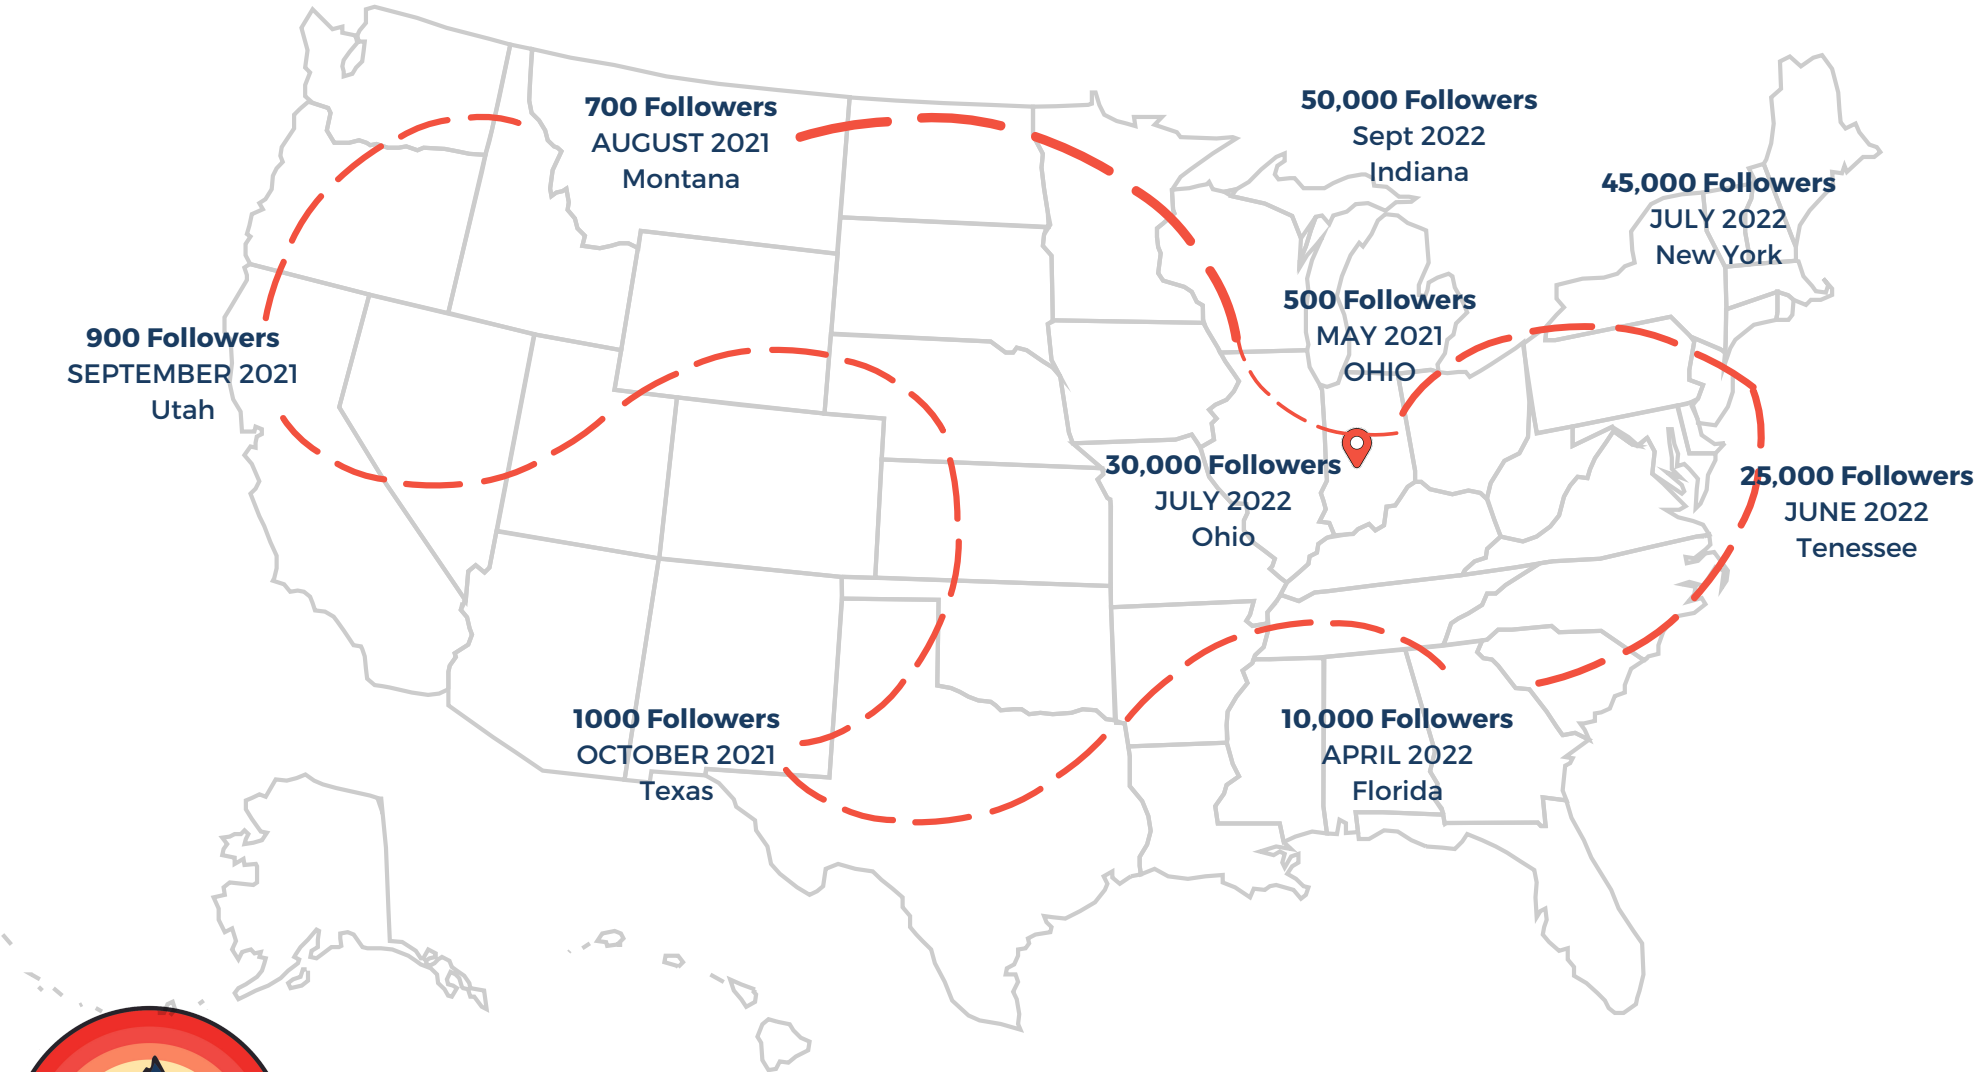 700 Followers
AUGUST 2021
Montana
50,000 Followers
Sept 2022
Indiana
45,000 Followers
JULY 2022
New York
500 Followers
MAY 2021
OHIO
900 Followers
SEPTEMBER 2021
Utah
30,000 Followers
JULY 2022
Ohio
25,000 Followers
JUNE 2022
Tenessee
1000 Followers
OCTOBER 2021
Texas
10,000 Followers
APRIL 2022
Florida